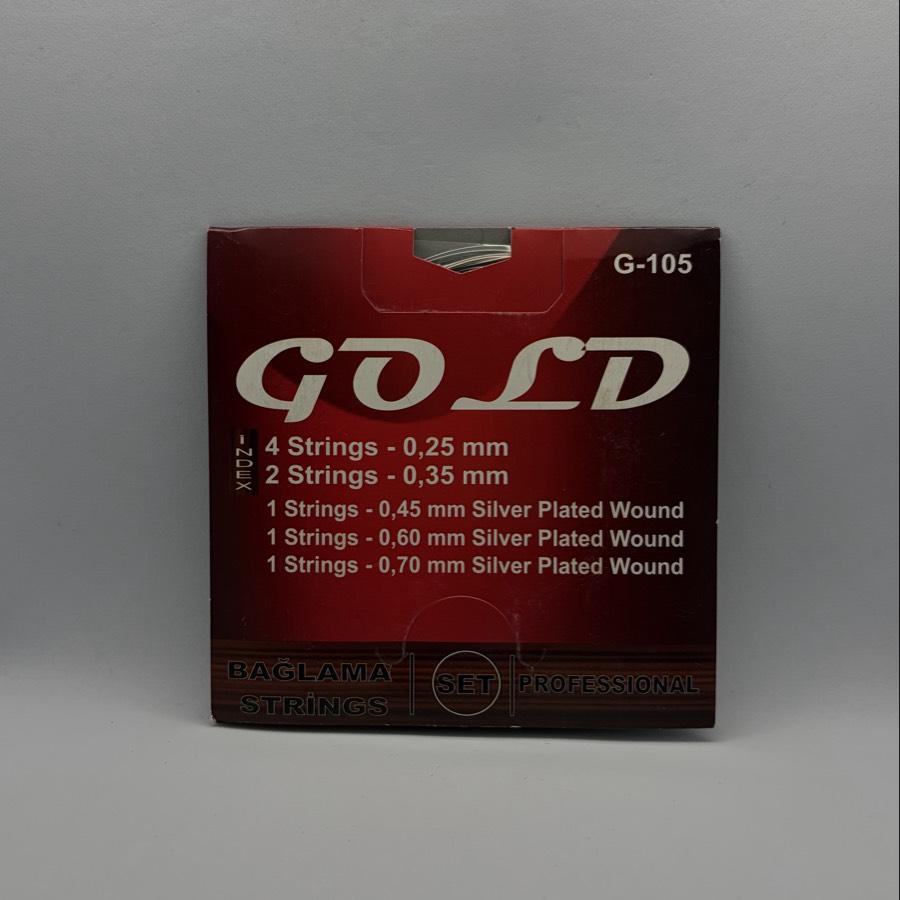 G-105
GOLD
INDEX
4 Strings - 0,25 mm
2 Strings - 0,35 mm
1 Strings - 0,45 mm Silver Plated Wound
1 Strings - 0,60 mm Silver Plated Wound
1 Strings - 0,70 mm Silver Plated Wound
BAĞLAMA
STRİNGS
SET
PROFESSIONAL